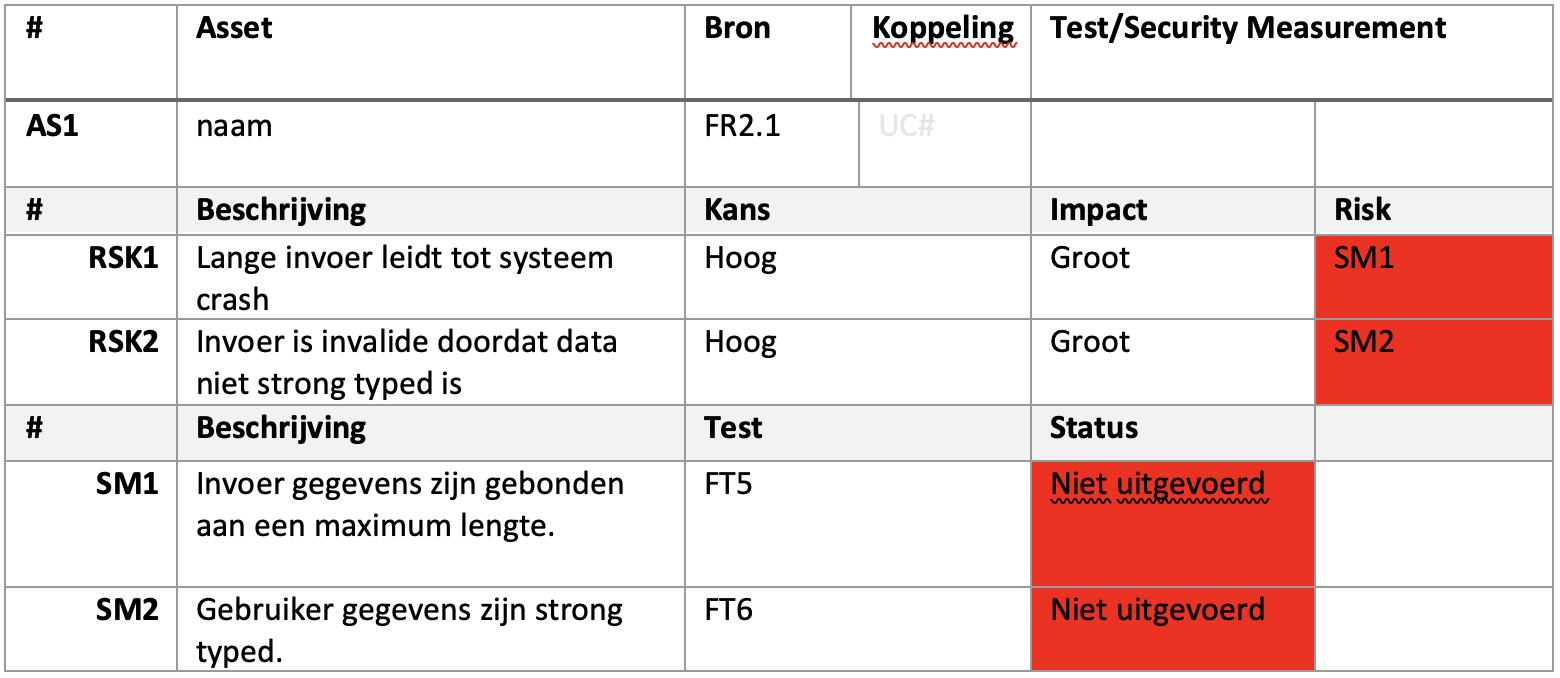 # Asset Bron Koppeling Test/Security Measurement
AS1 naam FR2.1 UC#
# Beschrijving Kans Impact Risk
RSK1 Lange invoer leidt tot systeem Hoog Groot SM1
crash
RSK2 Invoer is invalide doordat data Hoog Groot SM2
niet strong typed is
# Beschrijving Test Status
SM1 Invoer gegevens zijn gebonden FT5 Niet uitgevoerd
aan een maximum lengte.
SM2 Gebruiker gegevens zijn strong FT6 Niet uitgevoerd
typed.